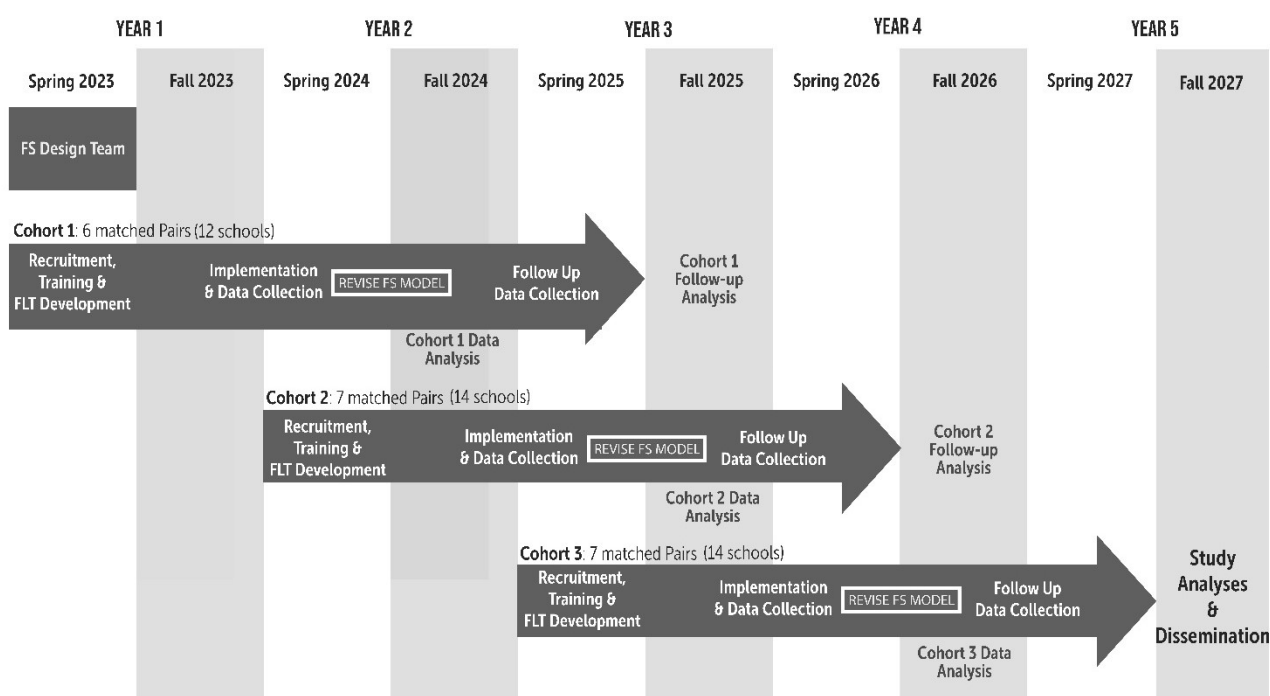 YEAR 1 YEAR 2 YEAR 3 YEAR 4 YEAR 5
Spring 2023 Fall 2023 Spring 2024 Fall 2024 Spring 2025 Fall 2025 Spring 2026 Fall 2026 Spring 2027 Fall 2027
FS Design Team
Cohort 1: 6 matched Pairs (12 schools)
Recruitment,
Training &
FLT Development
Implementation
& Data Collection
REVISE FS MODEL
Follow Up
Data Collection
Cohort 1
Follow-up
Analysis
Cohort 1 Data
Analysis
Cohort 2: 7 matched Pairs (14 schools)
Recruitment,
Training &
FLT Development
Implementation
& Data Collection
REVISE FS MODEL
Follow Up
Data Collection
Cohort 2
Follow-up
Analysis
Cohort 2 Data
Analysis
Cohort 3: 7 matched Pairs (14 schools)
Recruitment,
Training &
FLT Development
Implementation
& Data Collection
REVISE FS MODEL
Follow Up
Data Collection
Cohort 3 Data
Analysis
Study
Analyses
&
Dissemination